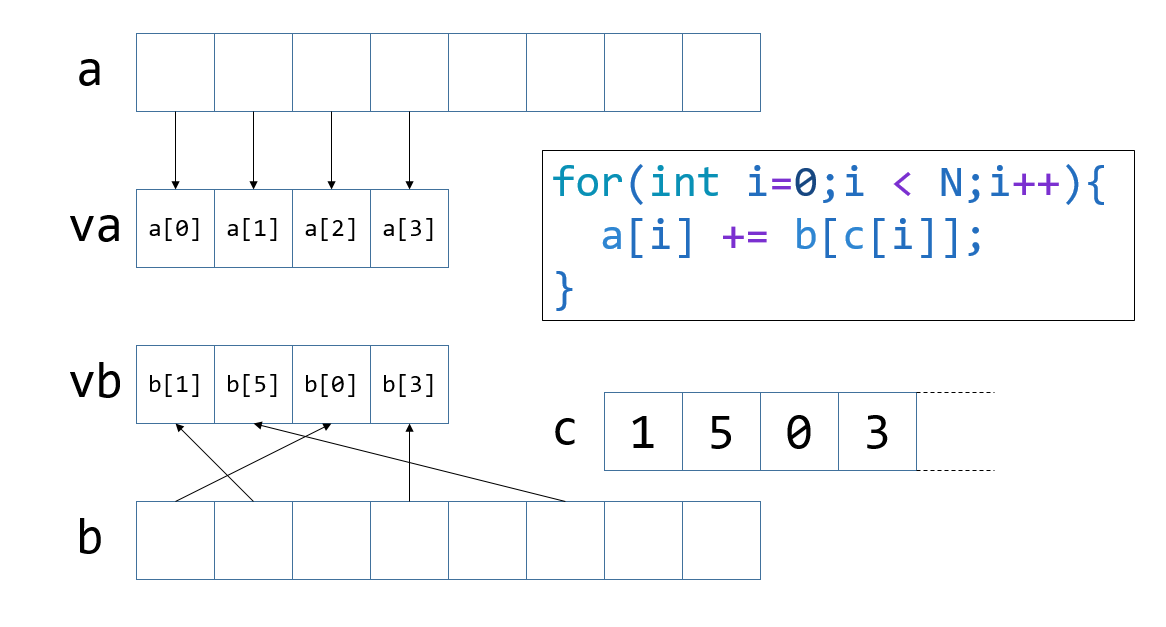 a
va a[0] a[1] a[2] a[3]
for(int i=0;i < N;i++){
  a[i] += b[c[i]];
}
vb b[1] b[5] b[0] b[3]
c 1 5 0 3
b